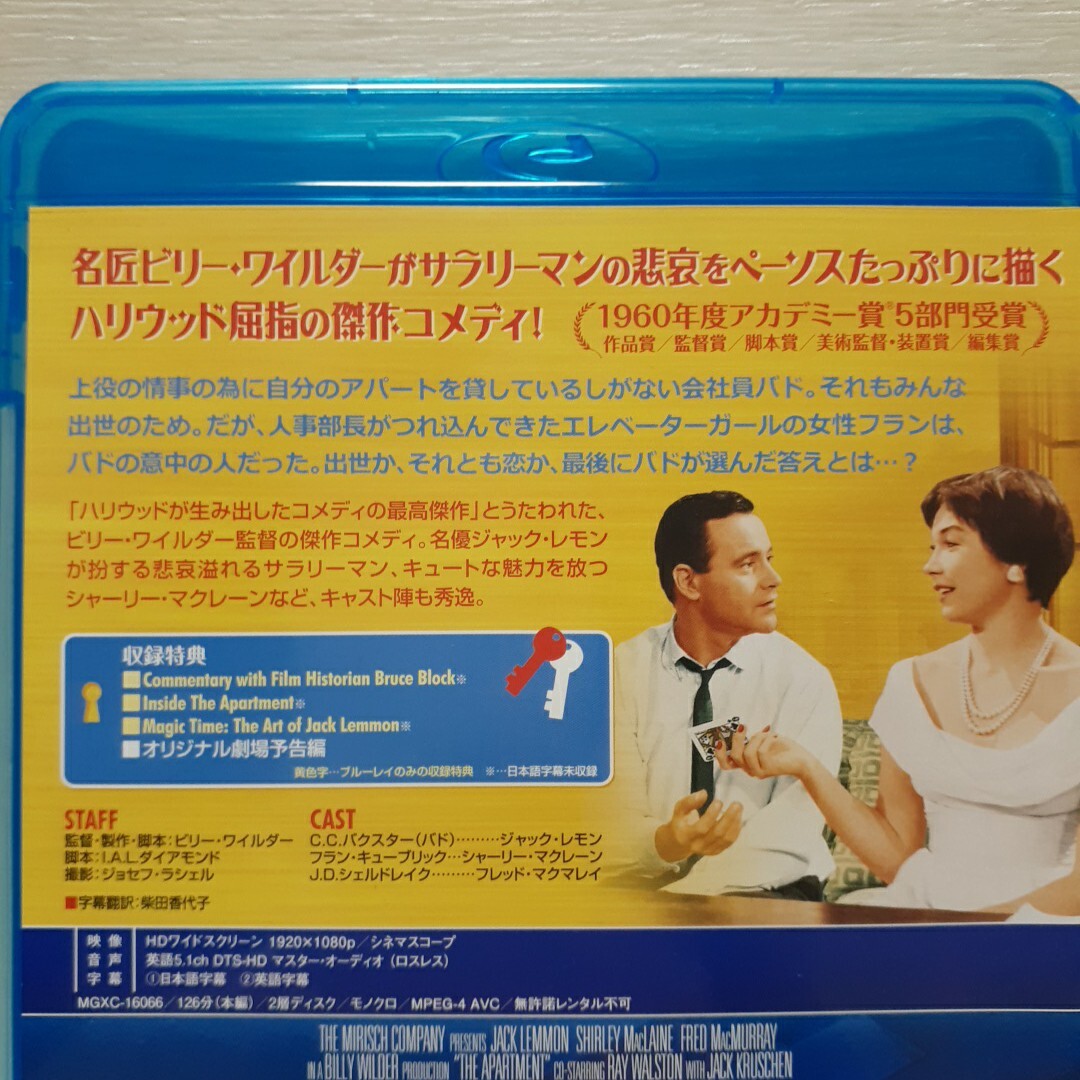 名匠ビリー・ワイルダーがサラリーマンの悲哀をペーソスたっぷりに描く
ハリウッド屈指の傑作コメディ!
1960年度アカデミー賞®5部門受賞
作品賞/監督賞/脚本賞/美術監督・装置賞/編集賞
上役の情事の為に自分のアパートを貸しているしがない会社員バド。それもみんな
出世のため。だが、人事部長がつれ込んできたエレベーターガールの女性フランは、
バドの意中の人だった。出世か、それとも恋か、最後にバドが選んだ答えとは…?
「ハリウッドが生み出したコメディの最高傑作」とうたわれた、
ビリー・ワイルダー監督の傑作コメディ。名優ジャック・レモン
が扮する悲哀溢れるサラリーマン、キュートな魅力を放つ
シャーリー・マクレーンなど、キャスト陣も秀逸。
収録特典
■Commentary with Film Historian Bruce Block※
■Inside The Apartment※
■Magic Time: The Art of Jack Lemmon※
■オリジナル劇場予告編
黄色字…ブルーレイのみの収録特典 ※…日本語字幕未収録
STAFF
監督・製作・脚本:ビリー・ワイルダー
脚本:I.A.L.ダイアモンド
撮影:ジョセフ・ラシェル
■字幕翻訳:柴田香代子
CAST
C.C.バクスター(バド)………ジャック・レモン
フラン・キューブリック…シャーリー・マクレーン
J.D.シェルドレイク………フレッド・マクマレイ
映像 HDワイドスクリーン 1920×1080p/シネマスコープ
音声 英語5.1ch DTS-HD マスター・オーディオ(ロスレス)
字幕 ①日本語字幕 ②英語字幕
MGXC-16066/126分(本編)/2層ディスク/モノクロ/MPEG-4 AVC/無許諾レンタル不可
THE MIRISCH COMPANY PRESENTS JACK LEMMON SHIRLEY MACLAINE FRED MACMURRAY
IN A BILLY WILDER PRODUCTION "THE APARTMENT" CO-STARRING RAY WALSTON WITH JACK KRUSCHEN